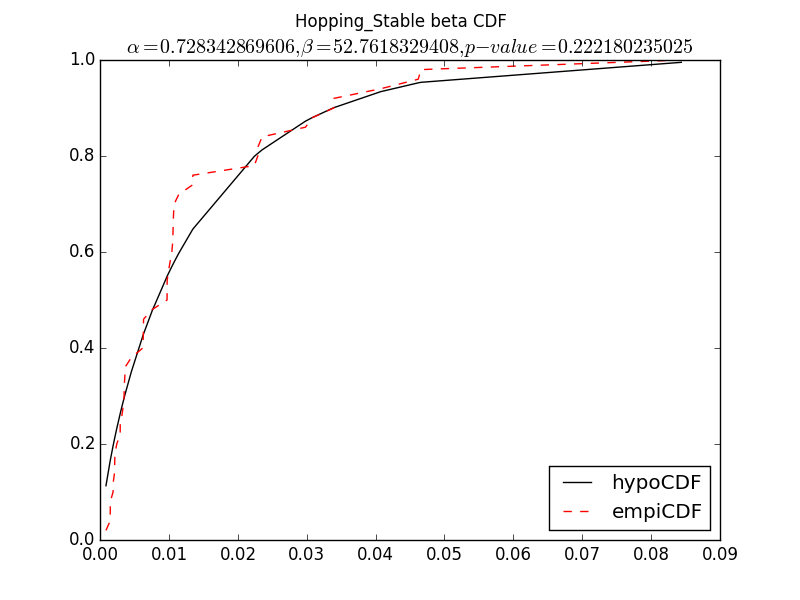 Hopping_Stable beta CDF
α=0.728342869606,β=52.7618329408,p−value=0.222180235025
1.0
0.8
0.6
0.4
0.2
0.0
hypoCDF
empiCDF
0.00 0.01 0.02 0.03 0.04 0.05 0.06 0.07 0.08 0.09